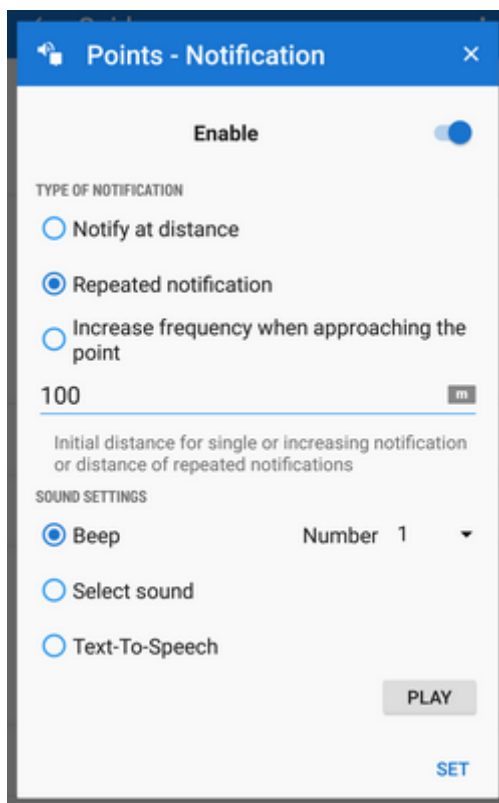 Points - Notification
Enable
TYPE OF NOTIFICATION
Notify at distance
Repeated notification
Increase frequency when approaching the
point
100 m
Initial distance for single or increasing notification
or distance of repeated notifications
SOUND SETTINGS
Beep Number 1
Select sound
Text-To-Speech
PLAY
SET